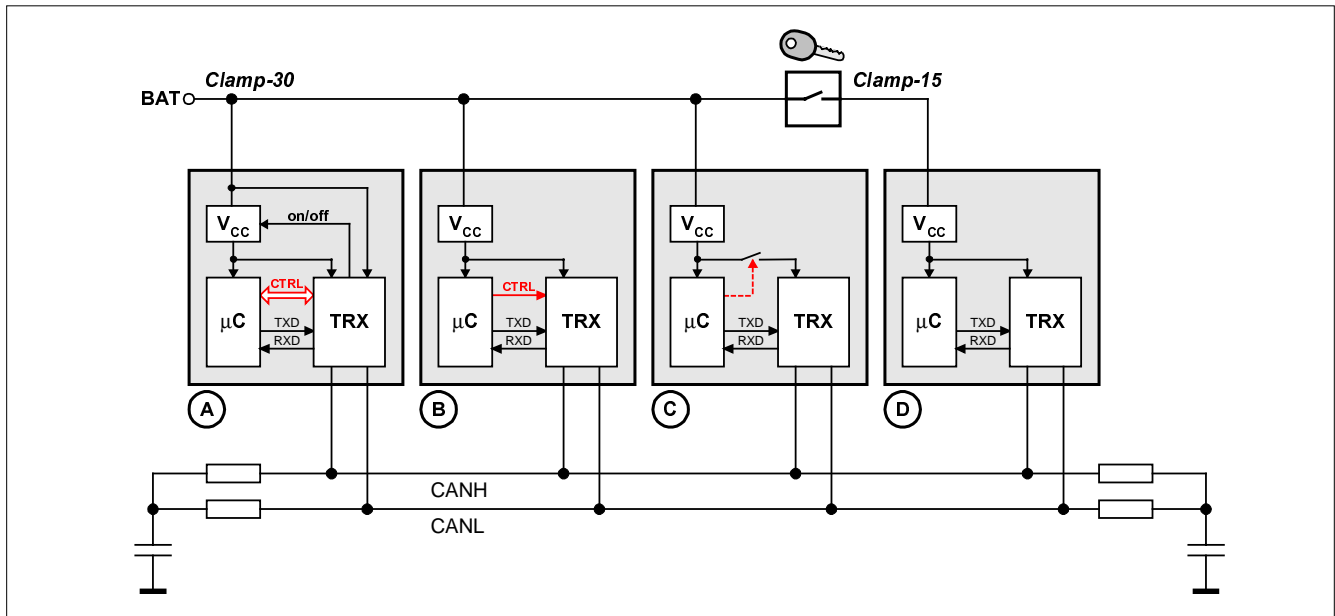 Clamp-30
Clamp-15
BAT
VCC
on/off
VCC
VCC
VCC
μC
CTRL
TRX
TXD
RXD
μC
CTRL
TRX
TXD
RXD
μC
TRX
TXD
RXD
μC
TRX
TXD
RXD
A
B
C
D
CANH
CANL